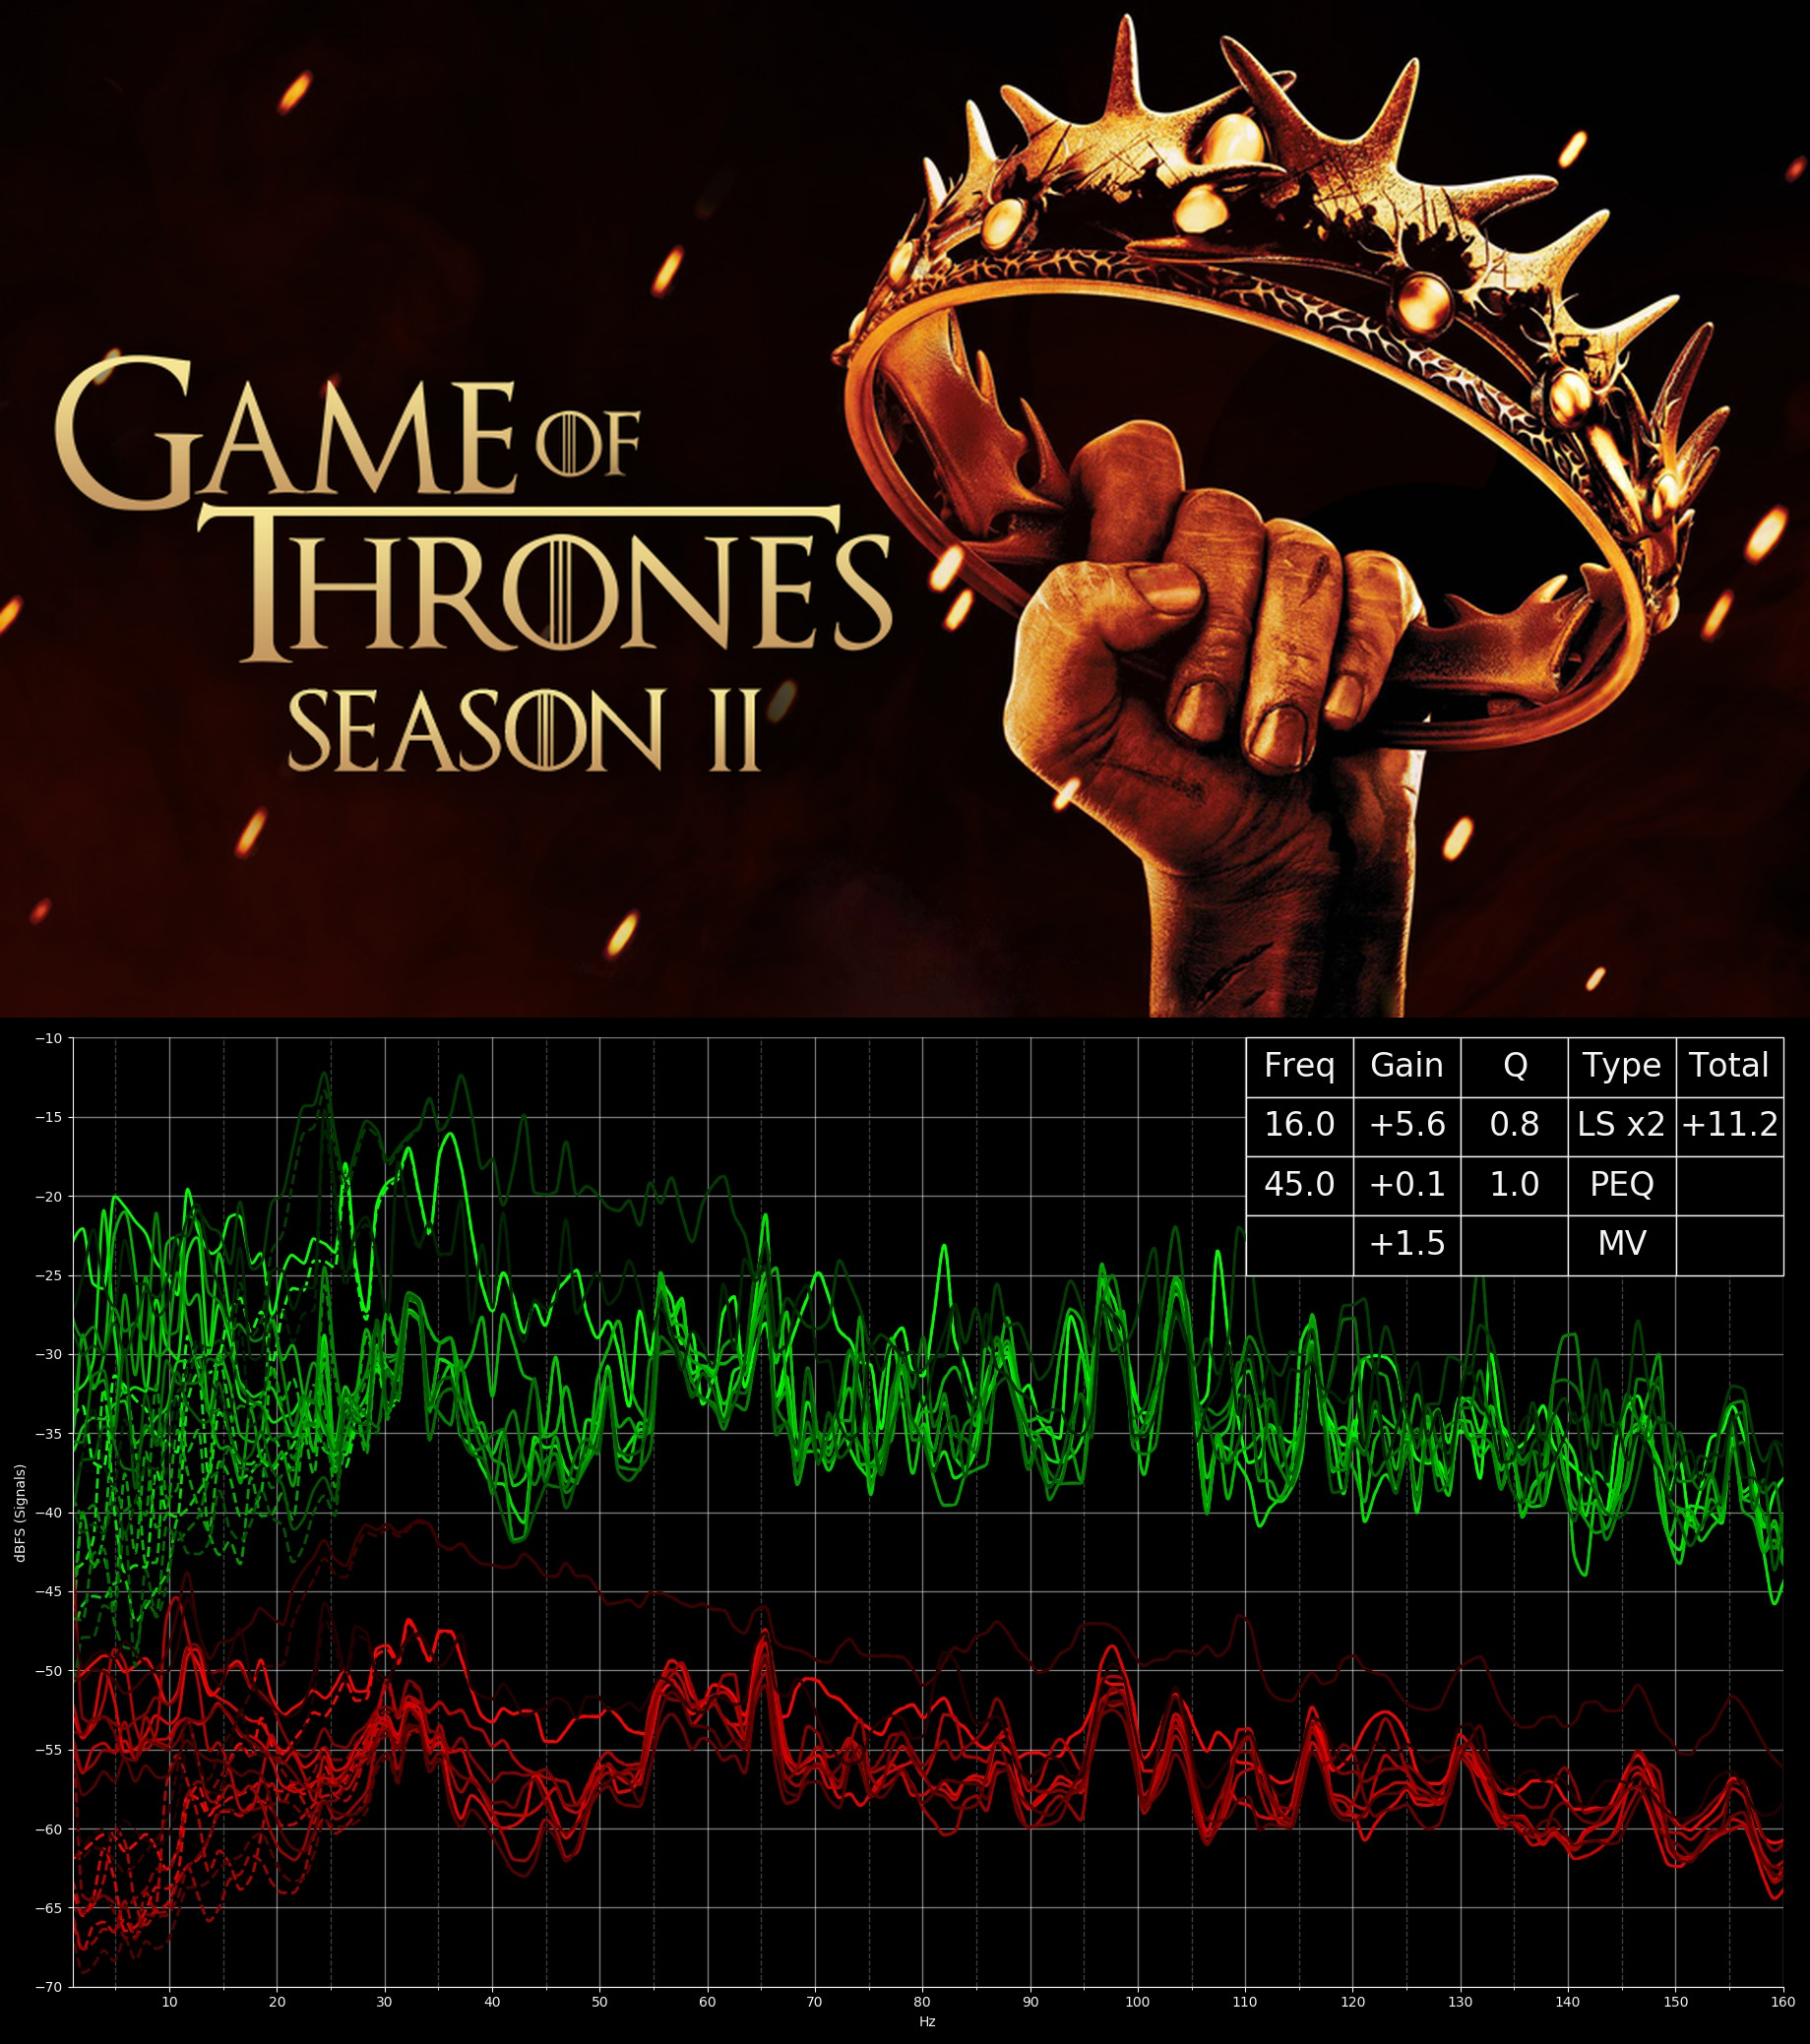 GAME OF
THRONES
SEASON II
Freq Gain Q Type Total
16.0 +5.6 0.8 LS x2 +11.2
45.0 +0.1 1.0 PEQ
+1.5 MV
−10
−15
−20
−25
−30
−35
−40
−45
−50
−55
−60
−65
−70
dBFS (Signals)
10 20 30 40 50 60 70 80 90 100 110 120 130 140 150 160
Hz